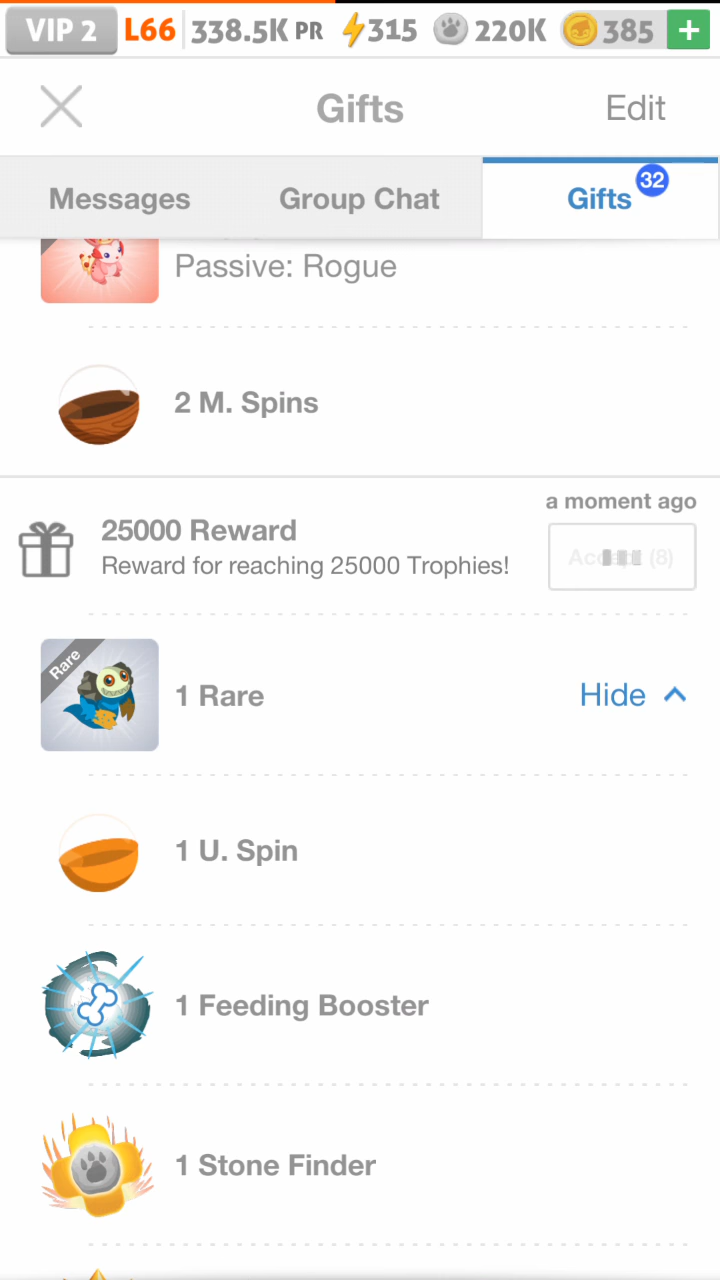 VIP 2 L66 338.5K PR 315 220K 385 +
Gifts Edit
Messages Group Chat Gifts 32
Passive: Rogue
2 M. Spins
a moment ago
25000 Reward
Reward for reaching 25000 Trophies!
(8)
Rare
1 Rare Hide
1 U. Spin
1 Feeding Booster
1 Stone Finder